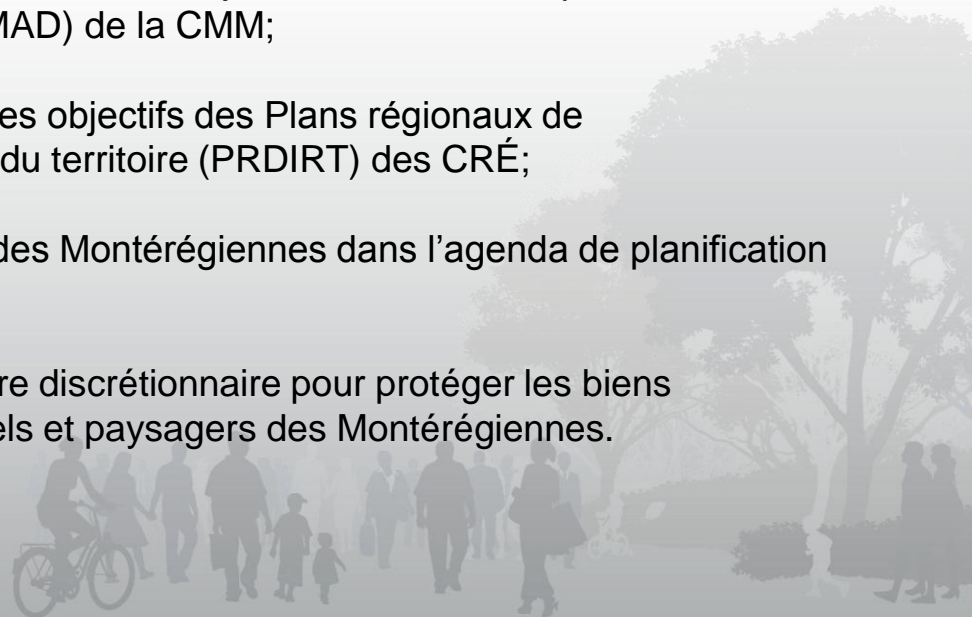 MAD) de la CMM;
es objectifs des Plans régionaux de
du territoire (PRDIRT) des CRÉ;
des Montérégiennes dans l'agenda de planification
re discrétionnaire pour protéger les biens
els et paysagers des Montérégiennes.